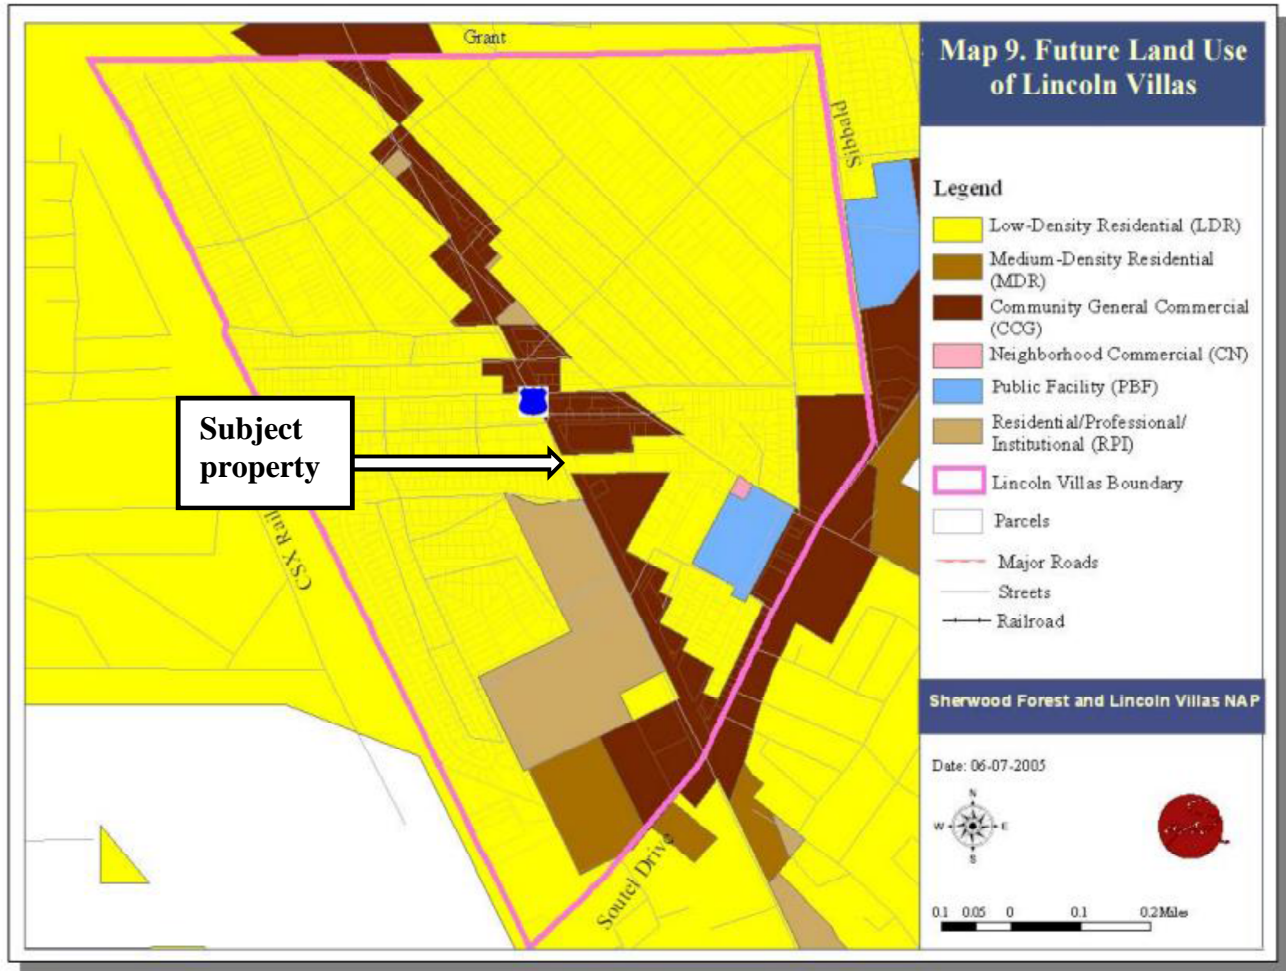 Grant
Sibbald
Subject
property
CSX Rail
Soutel Drive
Map 9. Future Land Use
of Lincoln Villas
Legend
Low-Density Residential (LDR)
Medium-Density Residential
(MDR)
Community General Commercial
(CCG)
Neighborhood Commercial (CN)
Public Facility (PBF)
Residential/Professional/
Institutional (RPI)
Lincoln Villas Boundary
Parcels
Major Roads
Streets
Railroad
Sherwood Forest and Lincoln Villas NAP
Date: 06-07-2005
N
W E
S
0.1 0.05 0 0.1 0.2Miles